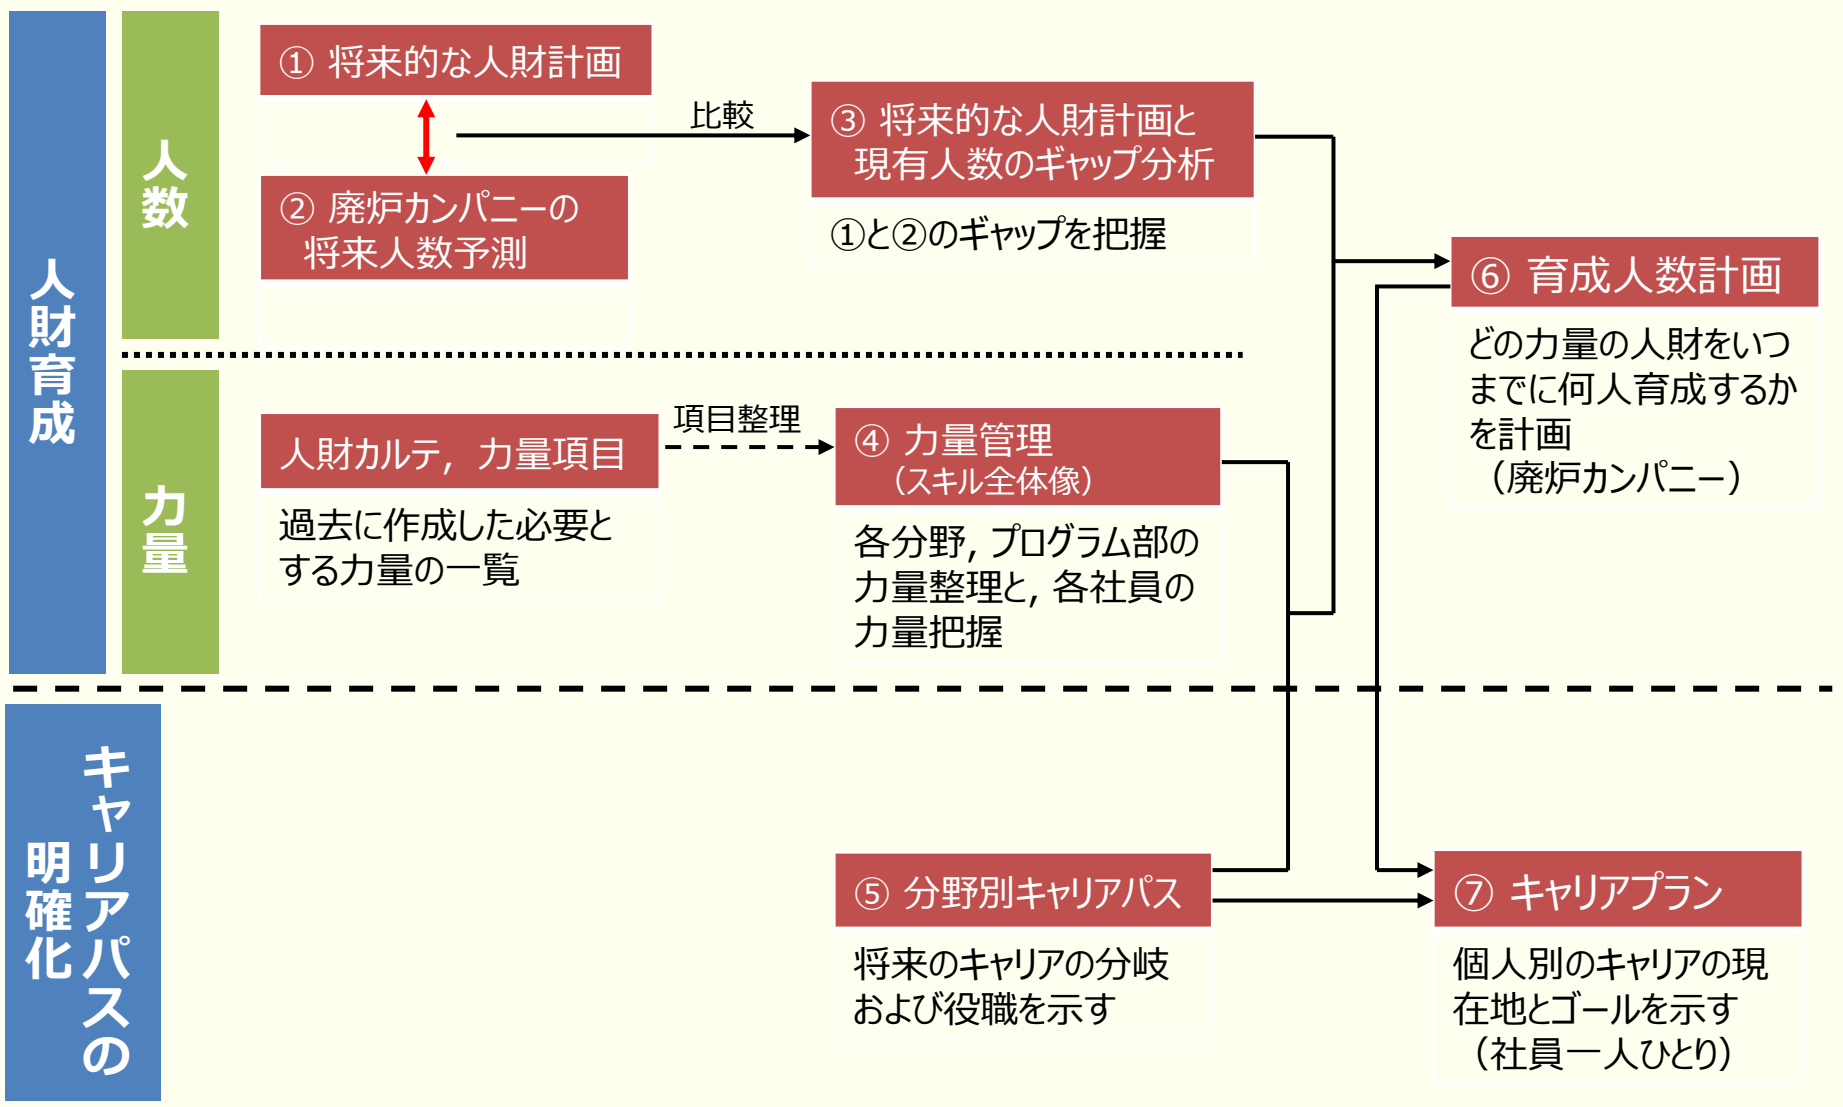 人財育成
人数
① 将来的な人財計画
② 廃炉カンパニーの
将来人数予測
比較
③ 将来的な人財計画と
現有人数のギャップ分析
①と②のギャップを把握
⑥ 育成人数計画
どの力量の人財をいつ
までに何人育成するか
を計画
（廃炉カンパニー）
力量
人財カルテ, 力量項目
過去に作成した必要と
する力量の一覧
項目整理
④ 力量管理
（スキル全体像）
各分野, プログラム部の
力量整理と, 各社員の
力量把握
キャリアパスの
明確化
⑤ 分野別キャリアパス
将来のキャリアの分岐
および役職を示す
⑦ キャリアプラン
個人別のキャリアの現
在地とゴールを示す
（社員一人ひとり）